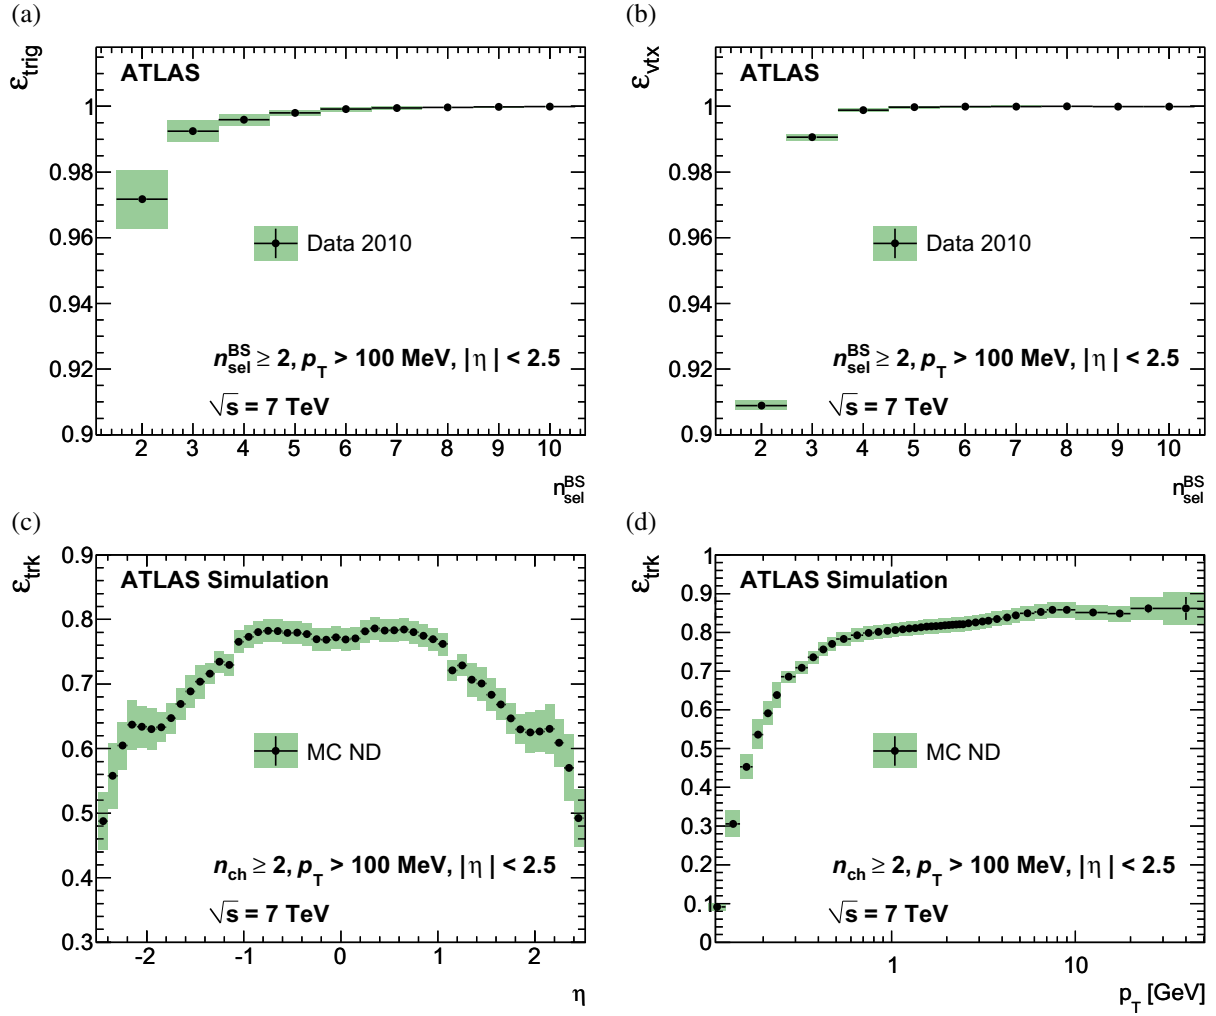 (a)
ε_trig
ATLAS
1
0.98
0.96
0.94
0.92
0.9
Data 2010
n_sel^BS ≥ 2, p_T > 100 MeV, | η | < 2.5
√s = 7 TeV
2 3 4 5 6 7 8 9 10
n_sel^BS
(b)
ε_vtx
ATLAS
1
0.98
0.96
0.94
0.92
0.9
Data 2010
n_sel^BS ≥ 2, p_T > 100 MeV, | η | < 2.5
√s = 7 TeV
2 3 4 5 6 7 8 9 10
n_sel^BS
(c)
ε_trk
0.9
ATLAS Simulation
0.8
0.7
0.6
0.5
0.4
0.3
MC ND
n_ch ≥ 2, p_T > 100 MeV, | η | < 2.5
√s = 7 TeV
-2 -1 0 1 2
η
(d)
ε_trk
1
ATLAS Simulation
0.9
0.8
0.7
0.6
0.5
0.4
0.3
0.2
0.1
0
MC ND
n_ch ≥ 2, p_T > 100 MeV, | η | < 2.5
√s = 7 TeV
1 10
p_T [GeV]